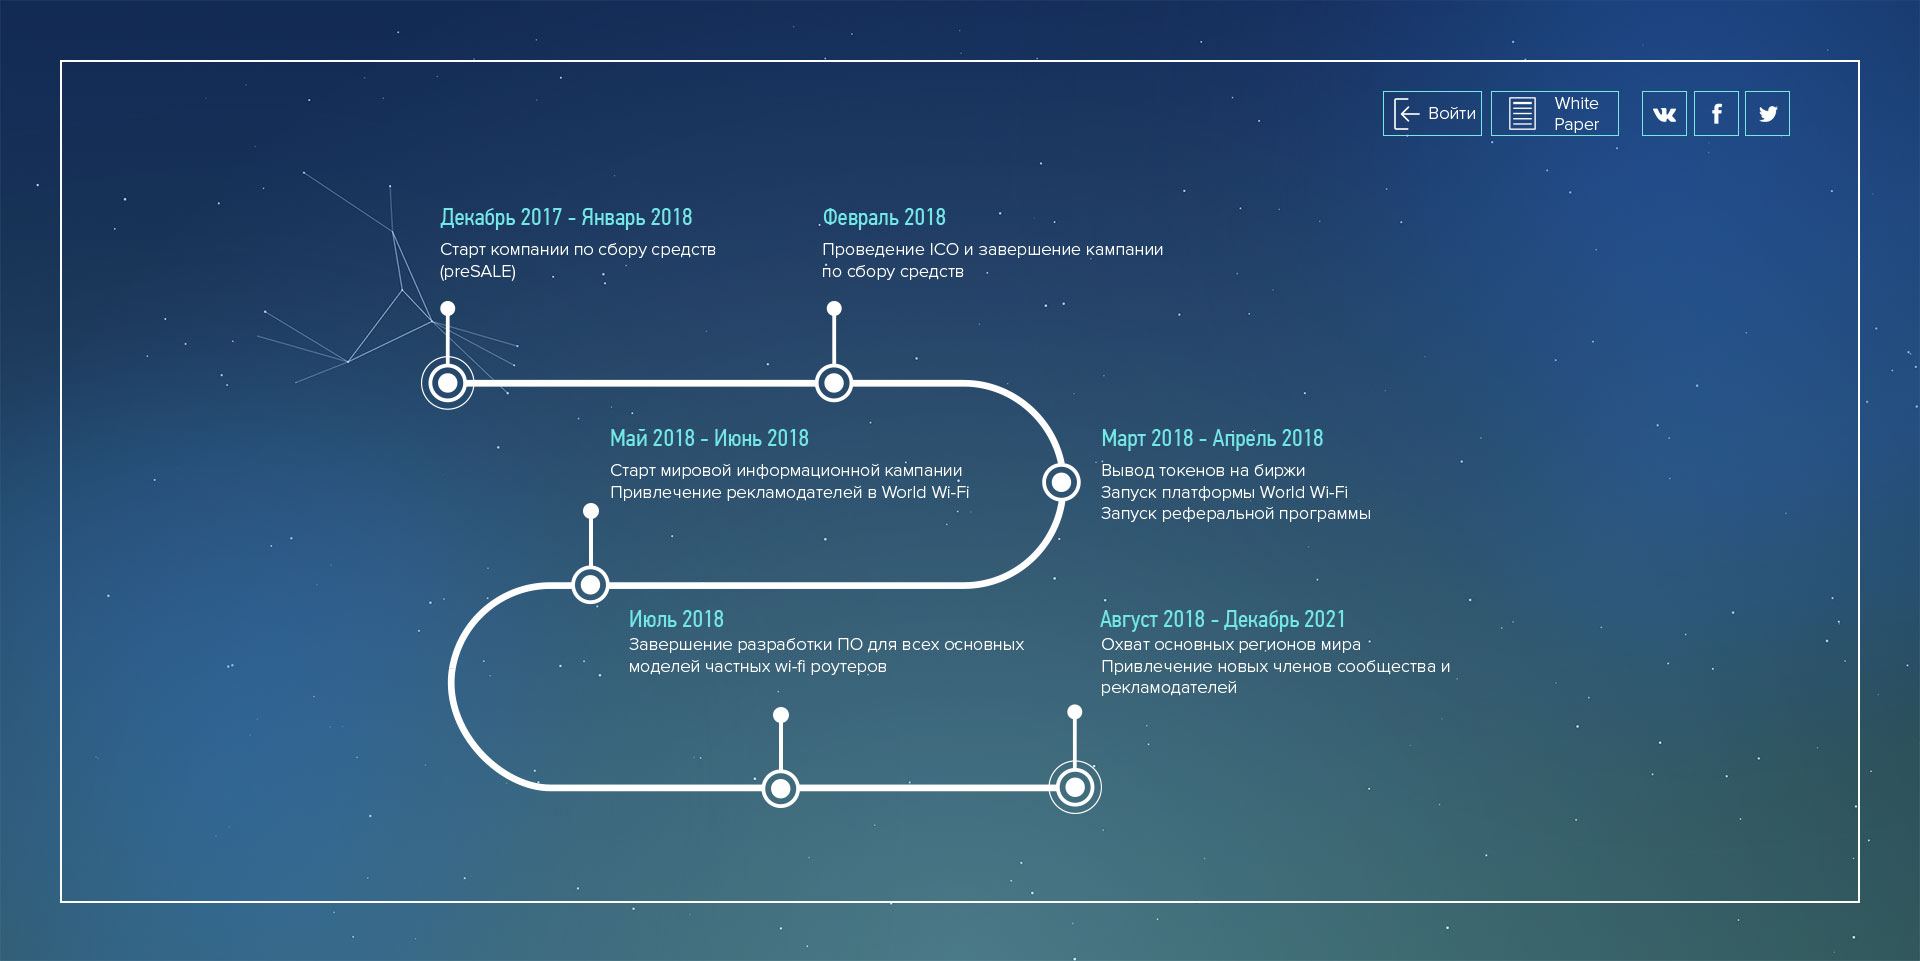 Войти
White
Paper
Декабрь 2017 - Январь 2018
Старт компании по сбору средств
(preSALE)
Февраль 2018
Проведение ICO и завершение кампании
по сбору средств
Май 2018 - Июнь 2018
Старт мировой информационной кампании
Привлечение рекламодателей в World Wi-Fi
Март 2018 - Апрель 2018
Вывод токенов на биржи
Запуск платформы World Wi-Fi
Запуск реферальной программы
Июль 2018
Завершение разработки ПО для всех основных
моделей частных wi-fi роутеров
Август 2018 - Декабрь 2021
Охват основных регионов мира
Привлечение новых членов сообщества и
рекламодателей